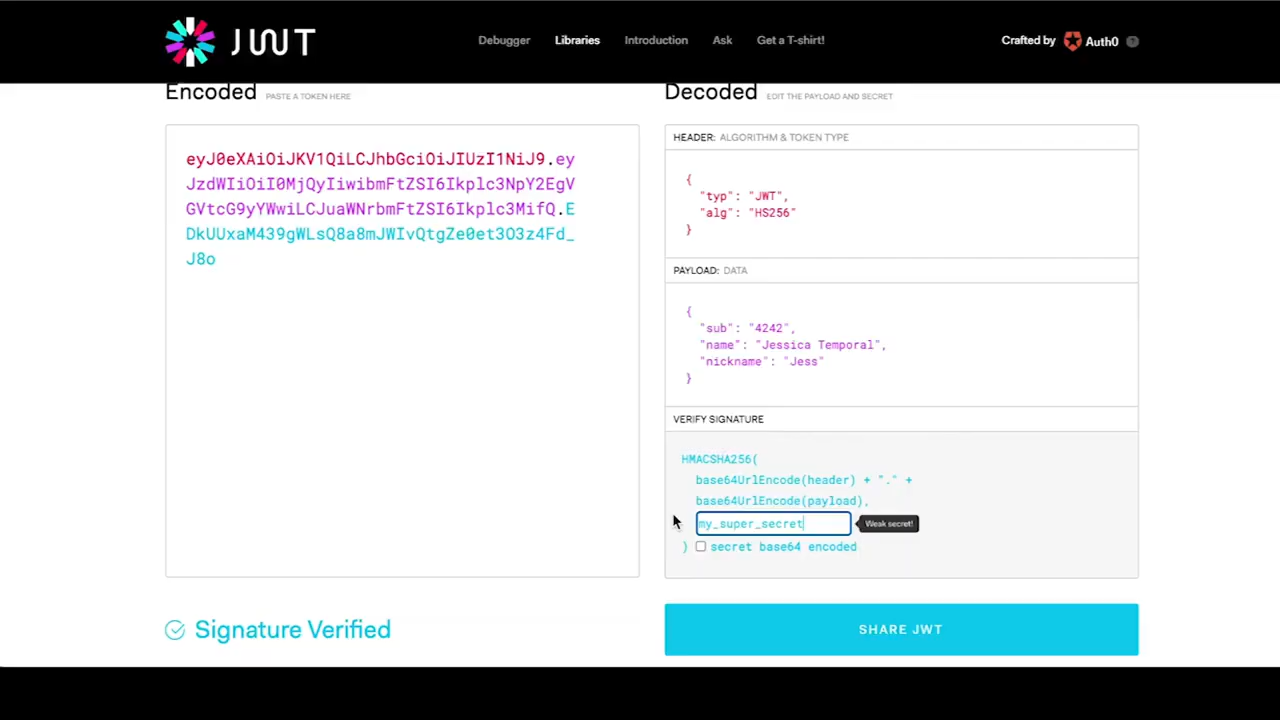 JWT
Debugger Libraries Introduction Ask Get a T-shirt!
Crafted by Auth0
Encoded PASTE A TOKEN HERE
eyJ0eXAiOiJKV1QiLCJhbGciOiJIUzI1NiJ9.ey
JzdWIiOiI0MjQyIiwibmFtZSI6Ikplc3NpY2EgV
GVtcG9yYWwiLCJuaWNrbmFtZSI6Ikplc3MifQ.E
DkUUxaM439gWLsQ8a8mJWIvQtgZe0et3O3z4Fd_
J8o
Signature Verified
Decoded EDIT THE PAYLOAD AND SECRET
HEADER: ALGORITHM & TOKEN TYPE
{
"typ": "JWT",
"alg": "HS256"
}
PAYLOAD: DATA
{
"sub": "4242",
"name": "Jessica Temporal",
"nickname": "Jess"
}
VERIFY SIGNATURE
HMACSHA256(
base64UrlEncode(header) + "." +
base64UrlEncode(payload),
my_super_secret Weak secret!
) secret base64 encoded
SHARE JWT